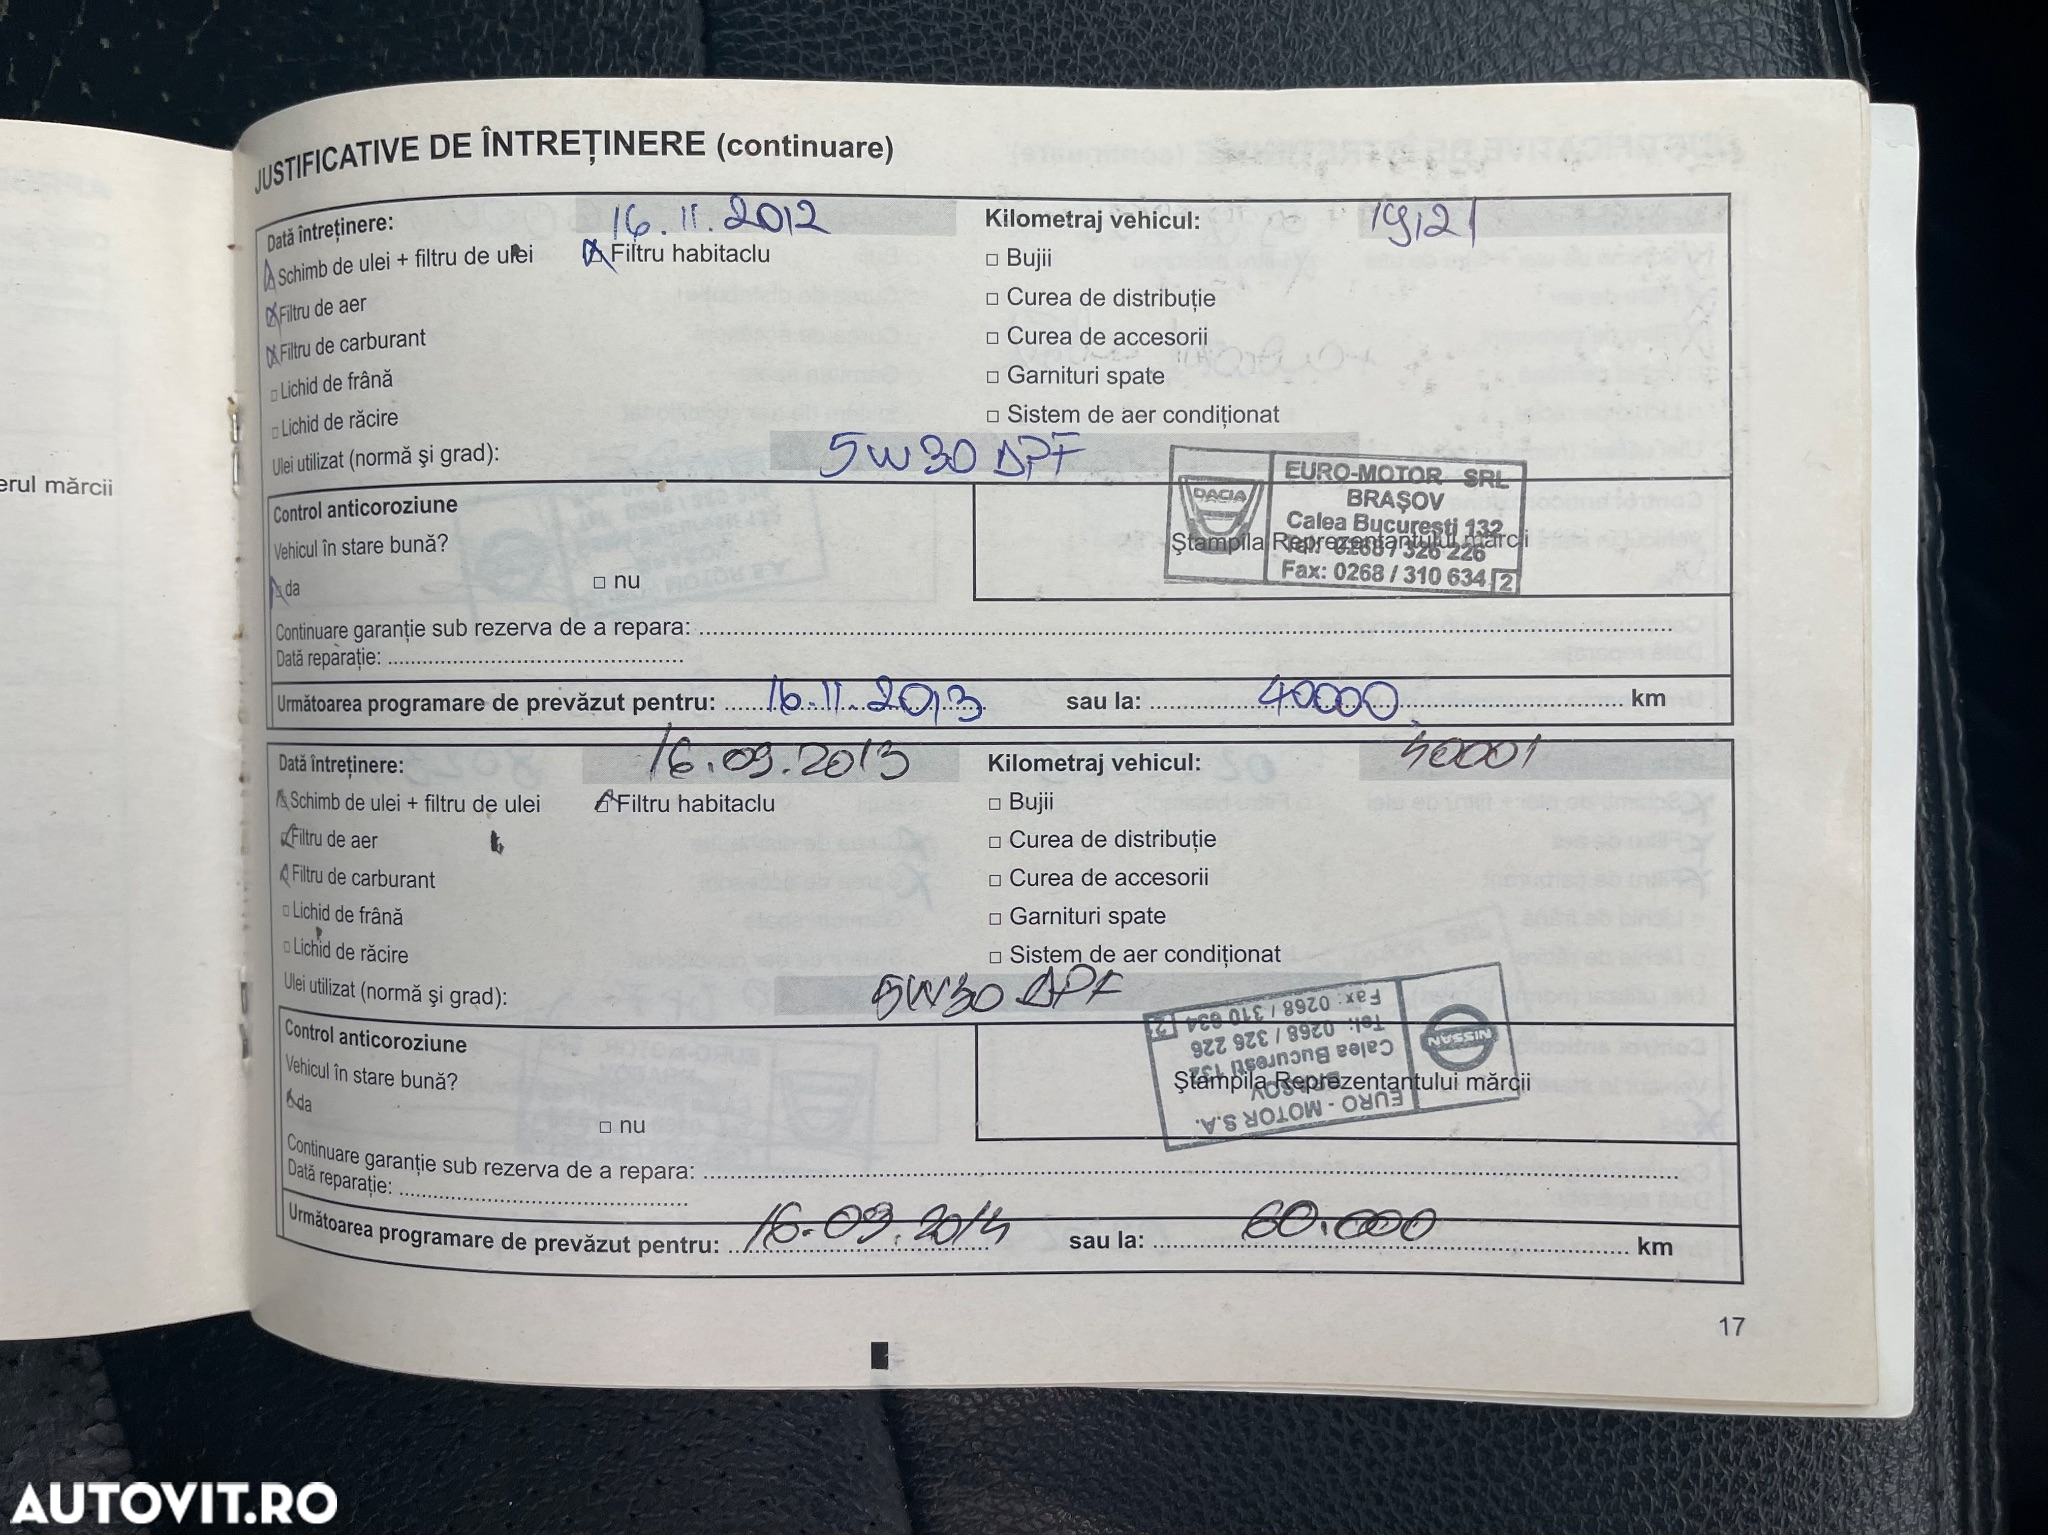 JUSTIFICATIVE DE ÎNTREȚINERE (continuare)
Dată întreținere: 16.11.2012 Kilometraj vehicul: 19121
Schimb de ulei + filtru de ulei Filtru habitaclu Bujii
Filtru de aer Curea de distribuție
Filtru de carburant Curea de accesorii
Lichid de frână Garnituri spate
Lichid de răcire Sistem de aer condiționat
Ulei utilizat (normă și grad): 5W30 DPF
Control anticoroziune
Vehicul în stare bună?
da nu
Ștampila Reprezentantului mărcii
DACIA
EURO-MOTOR SRL
BRAȘOV
Calea București 132
Tel: 0268 / 326 226
Fax: 0268 / 310 634 2
Continuare garanție sub rezerva de a repara:
Dată reparație:
Următoarea programare de prevăzut pentru: 16.11.2013 sau la: 40000 km
Dată întreținere: 16.09.2013 Kilometraj vehicul: 40001
Schimb de ulei + filtru de ulei Filtru habitaclu Bujii
Filtru de aer Curea de distribuție
Filtru de carburant Curea de accesorii
Lichid de frână Garnituri spate
Lichid de răcire Sistem de aer condiționat
Ulei utilizat (normă și grad): 5W30 DPF
Control anticoroziune
Vehicul în stare bună?
da nu
Ștampila Reprezentantului mărcii
NISSAN
EURO - MOTOR S.A.
BRAȘOV
Calea București 132
Tel.: 0268 / 326 226
Fax: 0268 / 310 634 2
Continuare garanție sub rezerva de a repara:
Dată reparație:
Următoarea programare de prevăzut pentru: 16.09.2014 sau la: 60.000 km
17
erul mărcii
AUTOVIT.RO